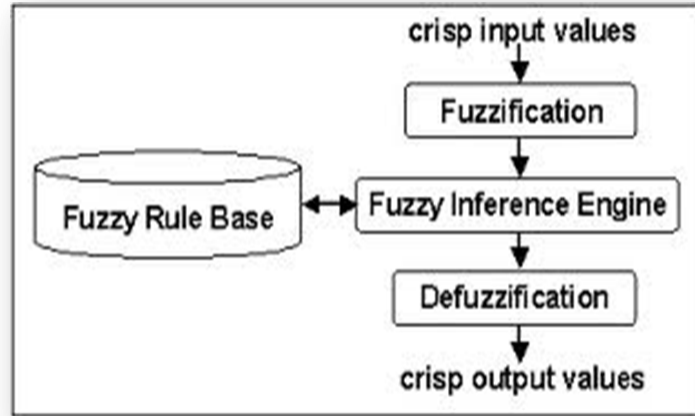 crisp input values
Fuzzification
Fuzzy Rule Base
Fuzzy Inference Engine
Defuzzification
crisp output values